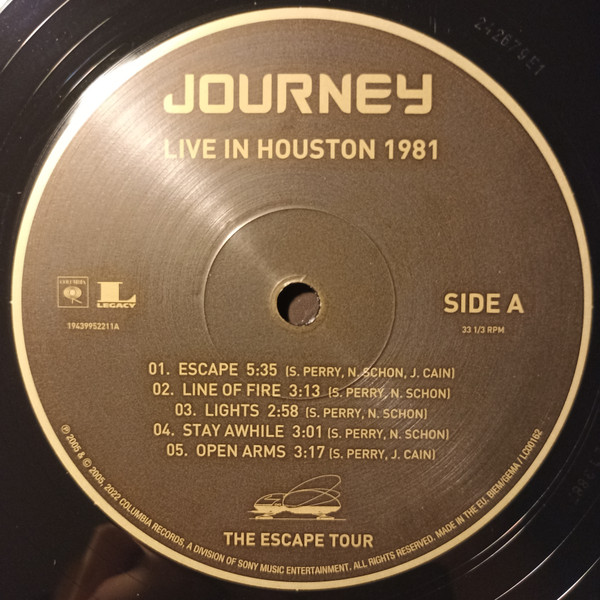 242679E1
JOURNEY
LIVE IN HOUSTON 1981
COLUMBIA
L
LEGACY
19439952211A
SIDE A
33 1/3 RPM
01. ESCAPE 5:35 (S. PERRY, N. SCHON, J. CAIN)
02. LINE OF FIRE 3:13 (S. PERRY, N. SCHON)
03. LIGHTS 2:58 (S. PERRY, N. SCHON)
04. STAY AWHILE 3:01 (S. PERRY, N. SCHON)
05. OPEN ARMS 3:17 (S. PERRY, J. CAIN)
THE ESCAPE TOUR
℗ 2005 & © 2005, 2022 COLUMBIA RECORDS, A DIVISION OF SONY MUSIC ENTERTAINMENT. ALL RIGHTS RESERVED. MADE IN THE EU. BIEM/GEMA / LC00162